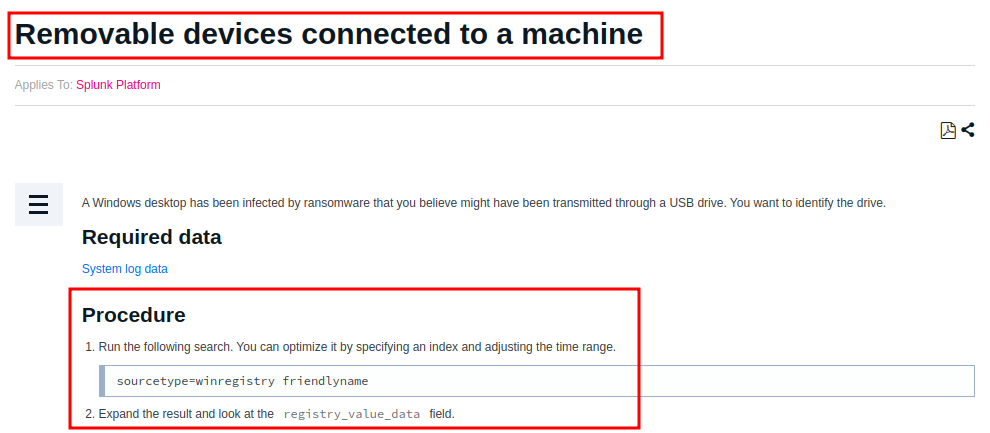 Removable devices connected to a machine
Applies To: Splunk Platform
A Windows desktop has been infected by ransomware that you believe might have been transmitted through a USB drive. You want to identify the drive.
Required data
System log data
Procedure
1. Run the following search. You can optimize it by specifying an index and adjusting the time range.
sourcetype=winregistry friendlyname
2. Expand the result and look at the registry_value_data field.